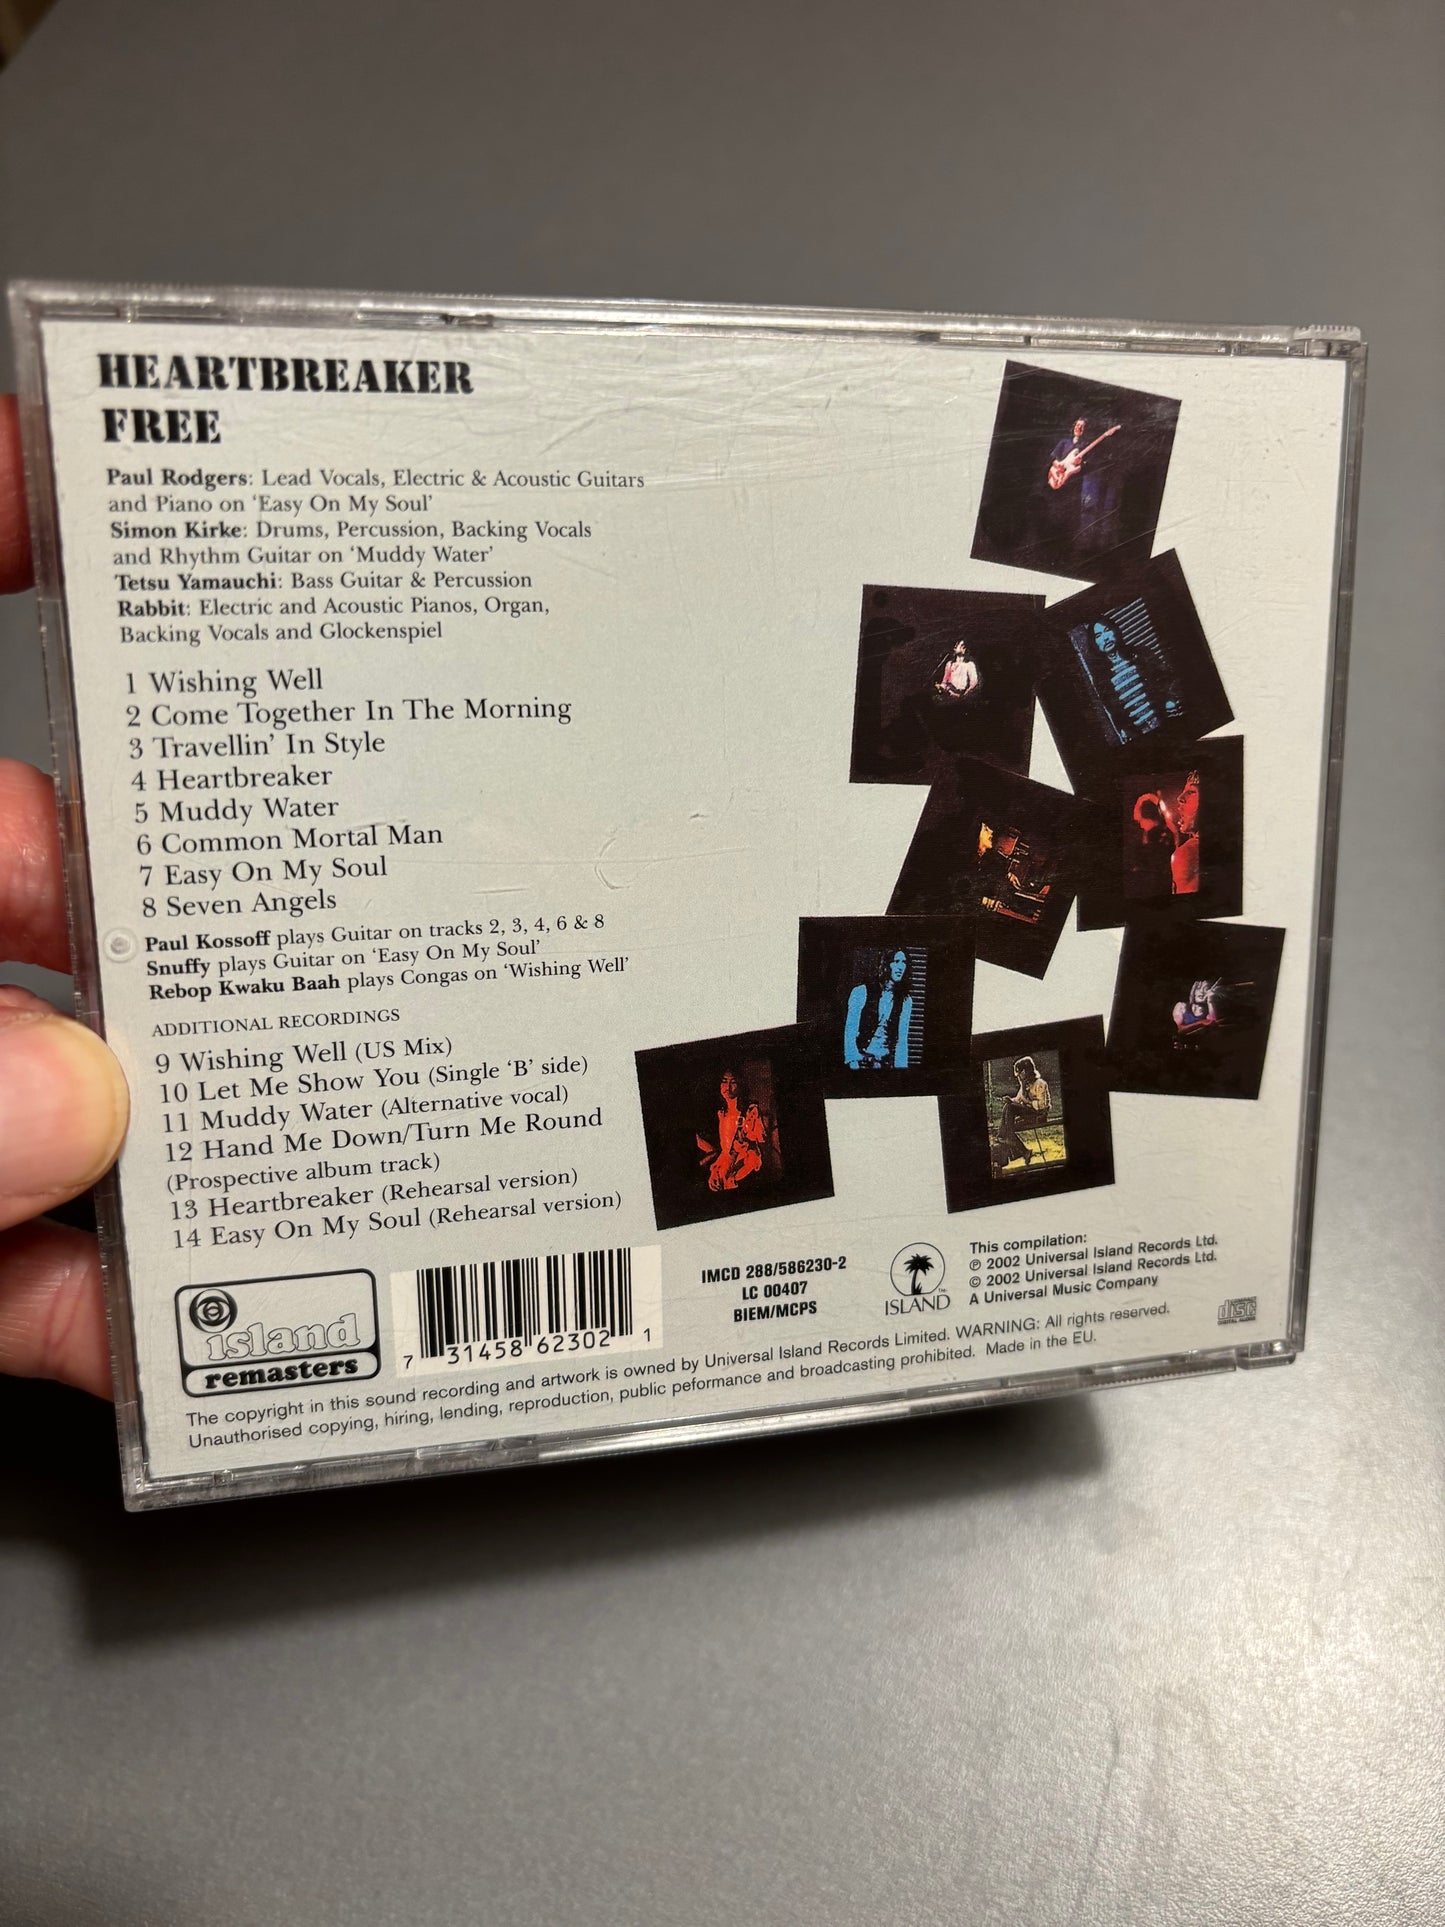 HEARTBREAKER
FREE
Paul Rodgers: Lead Vocals, Electric & Acoustic Guitars
and Piano on 'Easy On My Soul'
Simon Kirke: Drums, Percussion, Backing Vocals
and Rhythm Guitar on 'Muddy Water'
Tetsu Yamauchi: Bass Guitar & Percussion
Rabbit: Electric and Acoustic Pianos, Organ,
Backing Vocals and Glockenspiel
1 Wishing Well
2 Come Together In The Morning
3 Travellin' In Style
4 Heartbreaker
5 Muddy Water
6 Common Mortal Man
7 Easy On My Soul
8 Seven Angels
Paul Kossoff plays Guitar on tracks 2, 3, 4, 6 & 8
Snuffy plays Guitar on 'Easy On My Soul'
Rebop Kwaku Baah plays Congas on 'Wishing Well'
ADDITIONAL RECORDINGS
9 Wishing Well (US Mix)
10 Let Me Show You (Single 'B' side)
11 Muddy Water (Alternative vocal)
12 Hand Me Down/Turn Me Round
(Prospective album track)
13 Heartbreaker (Rehearsal version)
14 Easy On My Soul (Rehearsal version)
island
remasters
7 31458 62302 1
IMCD 288/586230-2
LC 00407
BIEM/MCPS
ISLAND
This compilation:
℗ 2002 Universal Island Records Ltd.
© 2002 Universal Island Records Ltd.
A Universal Music Company
COMPACT
disc
DIGITAL AUDIO
The copyright in this sound recording and artwork is owned by Universal Island Records Limited. WARNING: All rights reserved.
Unauthorised copying, hiring, lending, reproduction, public peformance and broadcasting prohibited. Made in the EU.